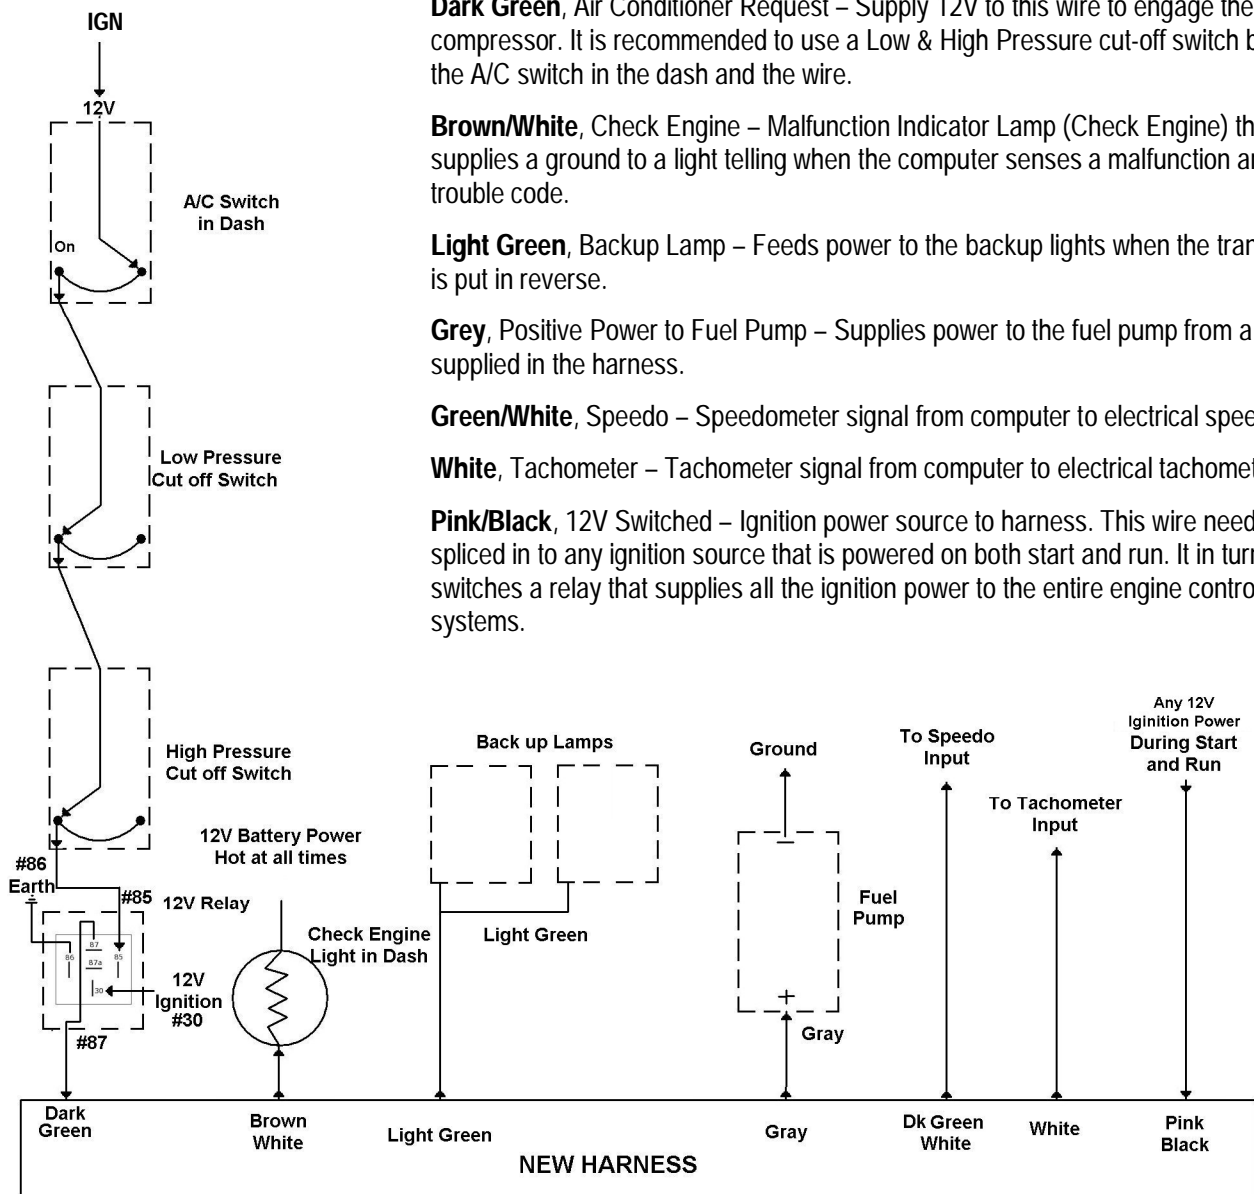 IGN
12V
A/C Switch
in Dash
On
Low Pressure
Cut off Switch
High Pressure
Cut off Switch
Dark Green, Air Conditioner Request – Supply 12V to this wire to engage the
compressor. It is recommended to use a Low & High Pressure cut-off switch
the A/C switch in the dash and the wire.
Brown/White, Check Engine – Malfunction Indicator Lamp (Check Engine)
supplies a ground to a light telling when the computer senses a malfunction
trouble code.
Light Green, Backup Lamp – Feeds power to the backup lights when the
is put in reverse.
Grey, Positive Power to Fuel Pump – Supplies power to the fuel pump from a
supplied in the harness.
Green/White, Speedo – Speedometer signal from computer to electrical
White, Tachometer – Tachometer signal from computer to electrical
Pink/Black, 12V Switched – Ignition power source to harness. This wire
spliced in to any ignition source that is powered on both start and run. It in
switches a relay that supplies all the ignition power to the entire engine
systems.
#86
Earth
#85
12V Relay
87
86
87a
85
30
12V
Ignition
#30
#87
12V Battery Power
Hot at all times
Check Engine
Light in Dash
Back up Lamps
Light Green
Ground
–
Fuel
Pump
+
Gray
To Speedo
Input
To Tachometer
Input
Any 12V
Iginition Power
During Start
and Run
Dark
Green
Brown
White
Light Green
Gray
Dk Green
White
White
Pink
Black
NEW HARNESS